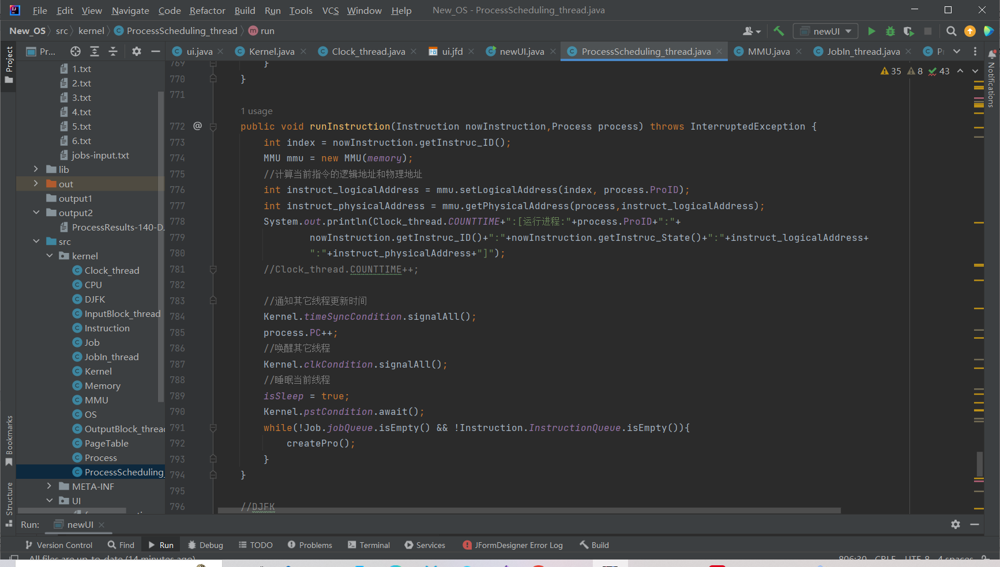 File Edit View Navigate Code Refactor Build Run Tools VCS Window Help New_OS - ProcessScheduling_thread.java
New_OS src kernel ProcessScheduling_thread run newUI
Pr... ui.java Kernel.java Clock_thread.java ui.jfd newUI.java ProcessScheduling_thread.java MMU.java JobIn_thread.java
Project
Bookmarks
Structure
Notifications
1.txt
2.txt
3.txt
4.txt
5.txt
6.txt
jobs-input.txt
lib
out
output1
output2
ProcessResults-140-DJ
src
kernel
Clock_thread
CPU
DJFK
InputBlock_thread
Instruction
Job
JobIn_thread
Kernel
Memory
MMU
OS
OutputBlock_threa
PageTable
Process
ProcessScheduling_
META-INF
UI
35 8 43
769 }
770 }
771
1 usage
772 @ public void runInstruction(Instruction nowInstruction,Process process) throws InterruptedException {
773 int index = nowInstruction.getInstruc_ID();
774 MMU mmu = new MMU(memory);
775 //计算当前指令的逻辑地址和物理地址
776 int instruct_logicalAddress = mmu.setLogicalAddress(index, process.ProID);
777 int instruct_physicalAddress = mmu.getPhysicalAddress(process,instruct_logicalAddress);
778 System.out.println(Clock_thread.COUNTTIME+":[运行进程:"+process.ProID+":"+
779 nowInstruction.getInstruc_ID()+":"+nowInstruction.getInstruc_State()+":"+instruct_logicalAddress+
780 ":"+instruct_physicalAddress+"]");
781 //Clock_thread.COUNTTIME++;
782
783 //通知其它线程更新时间
784 Kernel.timeSyncCondition.signalAll();
785 process.PC++;
786 //唤醒其它线程
787 Kernel.clkCondition.signalAll();
788 //睡眠当前线程
789 isSleep = true;
790 Kernel.pstCondition.await();
791 while(!Job.jobQueue.isEmpty() && !Instruction.InstructionQueue.isEmpty()){
792 createPro();
793 }
794 }
795
796 //DJFK
Run: newUI
Version Control Find Run Debug TODO Problems Terminal Services JFormDesigner Error Log Build
All files are up-to-date (14 minutes ago) 806:30 CRLF UTF-8 4 spaces